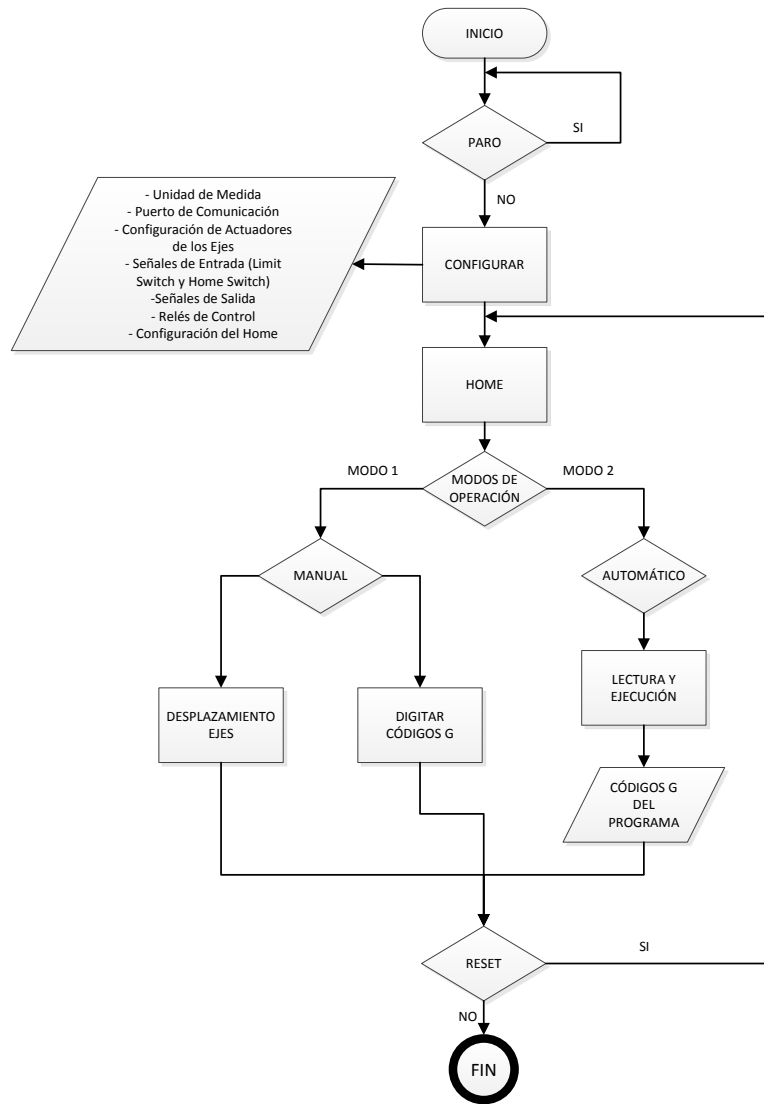 INICIO
PARO
SI
NO
- Unidad de Medida
- Puerto de Comunicación
- Configuración de Actuadores
de los Ejes
- Señales de Entrada (Limit
Switch y Home Switch)
-Señales de Salida
- Relés de Control
- Configuración del Home
CONFIGURAR
HOME
MODO 1
MODOS DE
OPERACIÓN
MODO 2
MANUAL
AUTOMÁTICO
DESPLAZAMIENTO
EJES
DIGITAR
CÓDIGOS G
LECTURA Y
EJECUCIÓN
CÓDIGOS G
DEL
PROGRAMA
RESET
SI
NO
FIN